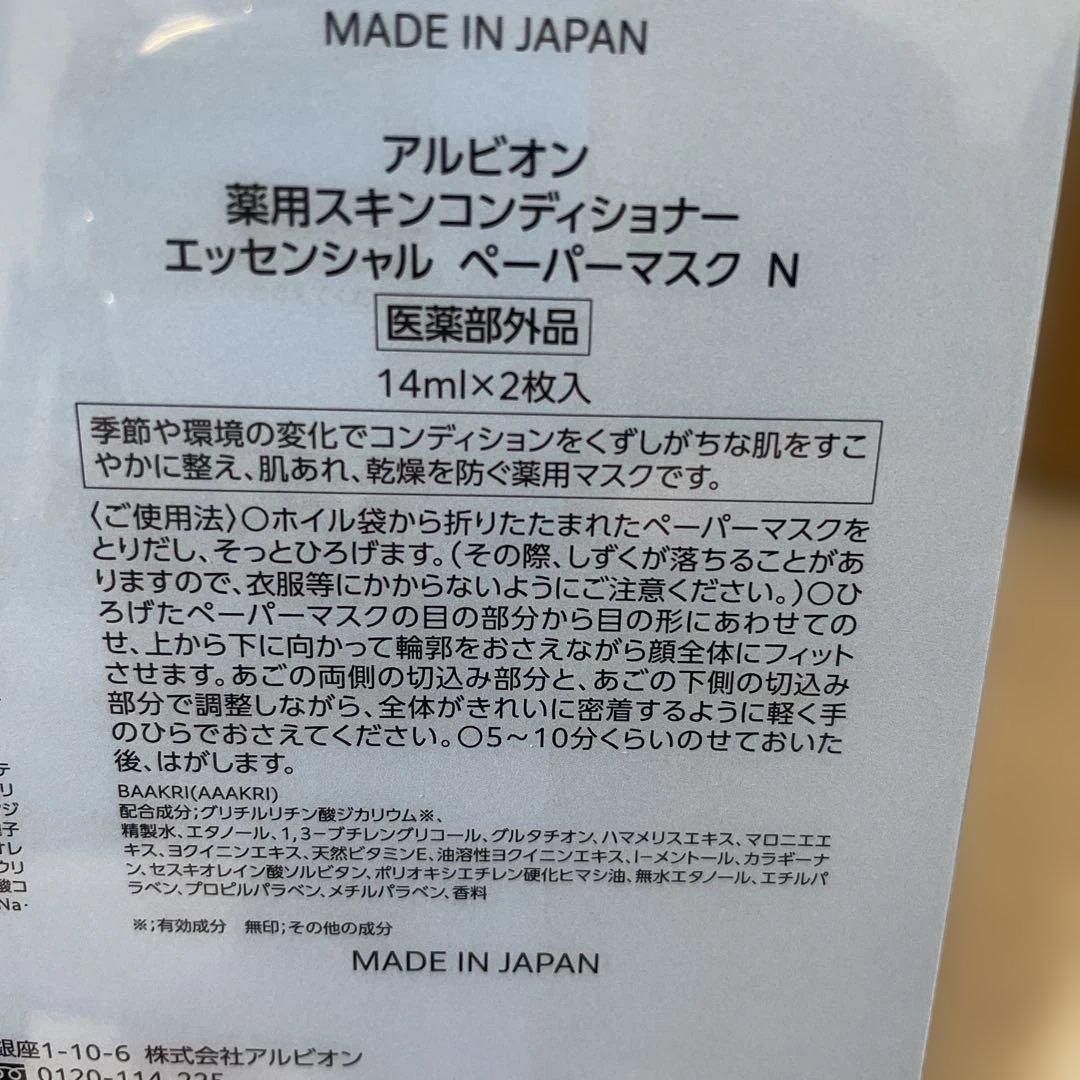 MADE IN JAPAN
アルビオン
薬用スキンコンディショナー
エッセンシャル ペーパーマスク N
医薬部外品
14ml×2枚入
季節や環境の変化でコンディションをくずしがちな肌をすこ
やかに整え、肌あれ、乾燥を防ぐ薬用マスクです。
〈ご使用法〉○ホイル袋から折りたたまれたペーパーマスクを
とりだし、そっとひろげます。(その際、しずくが落ちることがあ
りますので、衣服等にかからないようにご注意ください。)○ひ
ろげたペーパーマスクの目の部分から目の形にあわせての
せ、上から下に向かって輪郭をおさえながら顔全体にフィット
させます。あごの両側の切込み部分と、あごの下側の切込み
部分で調整しながら、全体がきれいに密着するように軽く手
のひらでおさえてください。○5～10分くらいのせておいた
後、はがします。
BAAKRI(AAAKRI)
配合成分;グリチルリチン酸ジカリウム※、
精製水、エタノール、1,3-ブチレングリコール、グルタチオン、ハマメリスエキス、マロニエエ
キス、ヨクイニンエキス、天然ビタミンE、油溶性ヨクイニンエキス、l-メントール、カラギーナ
ン、セスキオレイン酸ソルビタン、ポリオキシエチレン硬化ヒマシ油、無水エタノール、エチルパ
ラベン、プロピルパラベン、メチルパラベン、香料
※;有効成分 無印;その他の成分
MADE IN JAPAN
銀座1-10-6 株式会社アルビオン
0120-114-225